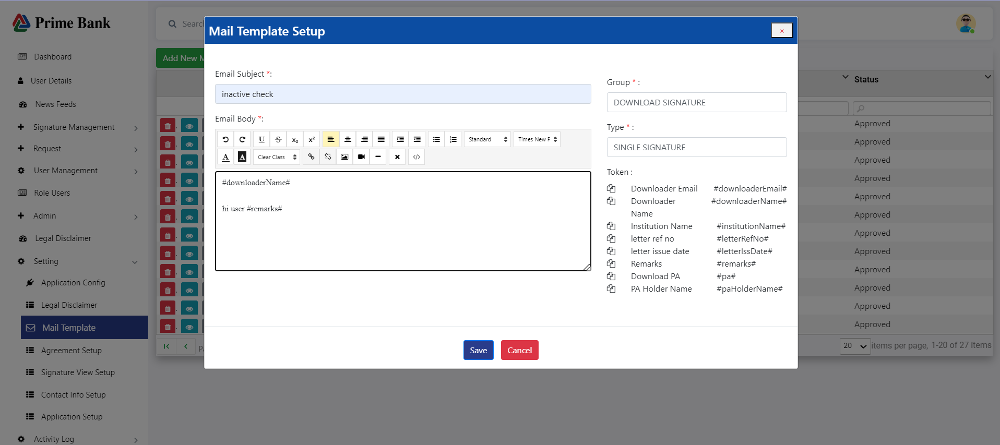 Prime Bank
Search
Dashboard
User Details
News Feeds
Signature Management
Request
User Management
Role Users
Admin
Legal Disclaimer
Setting
Application Config
Legal Disclaimer
Mail Template
Agreement Setup
Signature View Setup
Contact Info Setup
Application Setup
Activity Log
Add New M
Mail Template Setup
×
Email Subject *:
inactive check
Email Body *:
U S x₂ x²
Standard
Times New R
A A
Clear Class
</>
#downloaderName#
hi user #remarks#
Group * :
DOWNLOAD SIGNATURE
Type * :
SINGLE SIGNATURE
Token :
Downloader Email #downloaderEmail#
Downloader Name #downloaderName#
Institution Name #institutionName#
letter ref no #letterRefNo#
letter issue date #letterIssDate#
Remarks #remarks#
Download PA #pa#
PA Holder Name #paHolderName#
Save
Cancel
Status
Approved
Approved
Approved
Approved
Approved
Approved
Approved
Approved
Approved
Approved
Approved
Approved
20 items per page, 1-20 of 27 items